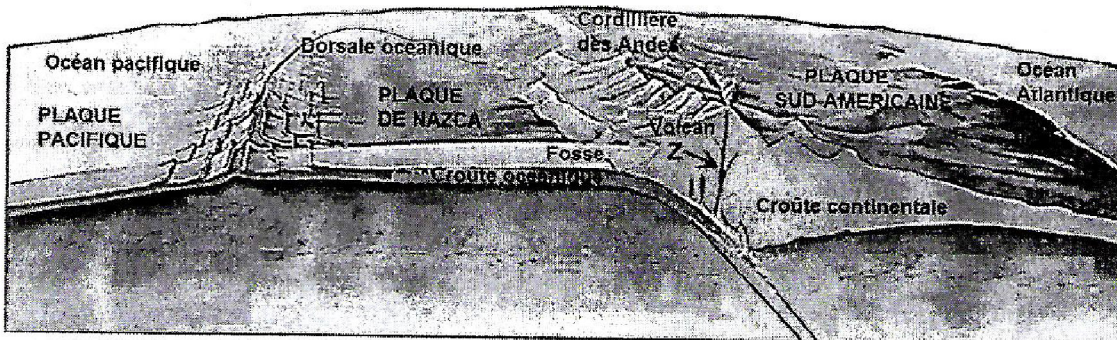 Océan pacifique
PLAQUE
PACIFIQUE
Dorsale océanique
PLAQUE
DE NAZCA
Cordillière
des Andes
Volcan
Z
Fosse
Croûte océanique
PLAQUE
SUD-AMERICAINE
Croûte continentale
Océan
Atlantique